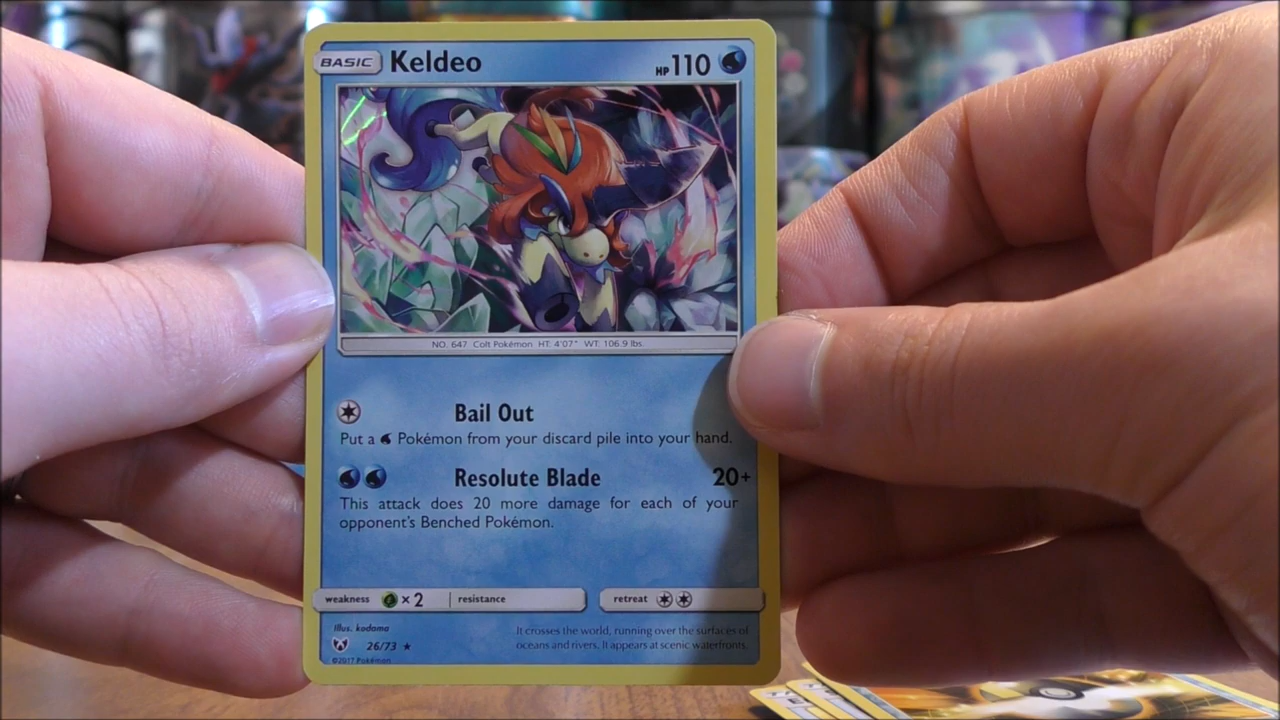 BASIC Keldeo HP 110
NO. 647 Colt Pokémon HT: 4'07" WT: 106.9 lbs.
Bail Out
Put a Pokémon from your discard pile into your hand.
Resolute Blade 20+
This attack does 20 more damage for each of your
opponent's Benched Pokémon.
weakness ×2 resistance retreat
Illus. kodama
26/73
©2017 Pokémon
It crosses the world, running over the surfaces of
oceans and rivers. It appears at scenic waterfronts.